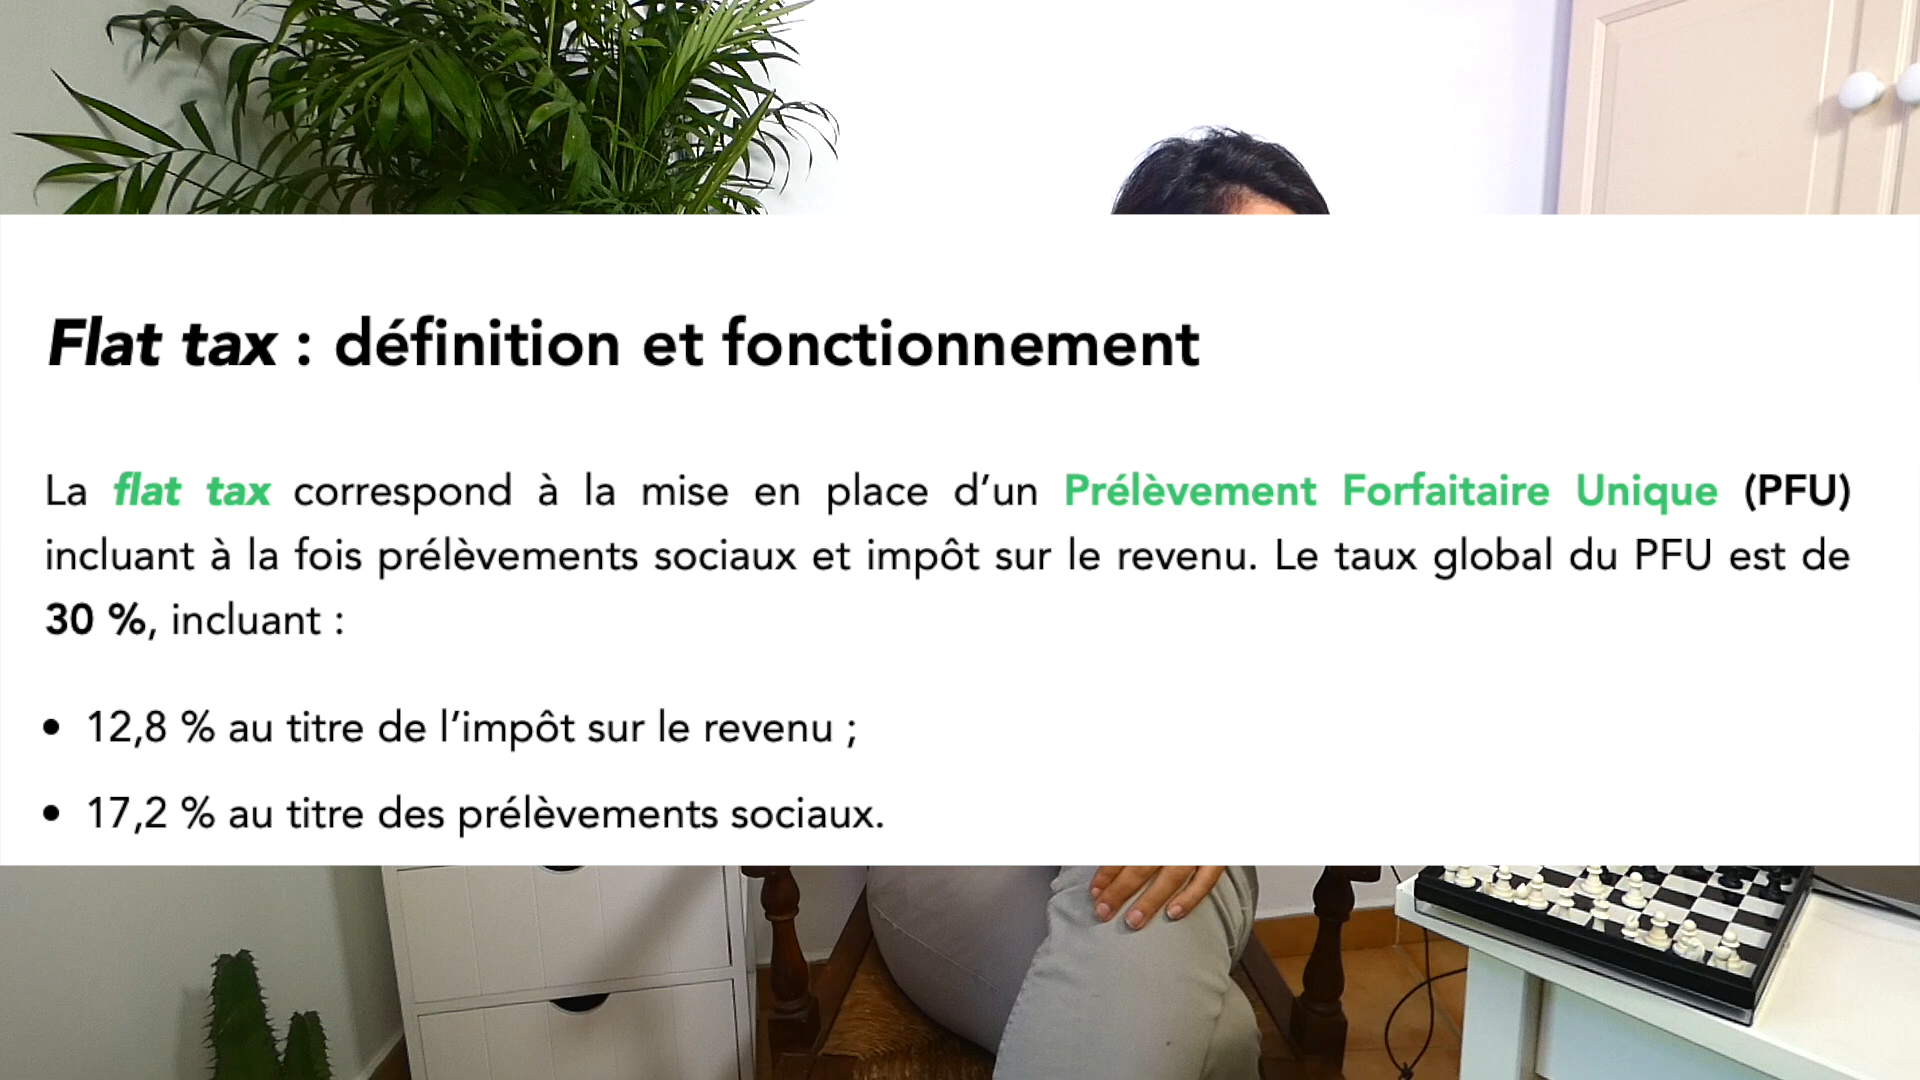 Flat tax : définition et fonctionnement
La flat tax correspond à la mise en place d’un Prélèvement Forfaitaire Unique (PFU)
incluant à la fois prélèvements sociaux et impôt sur le revenu. Le taux global du PFU est de
30 %, incluant :
• 12,8 % au titre de l’impôt sur le revenu ;
• 17,2 % au titre des prélèvements sociaux.